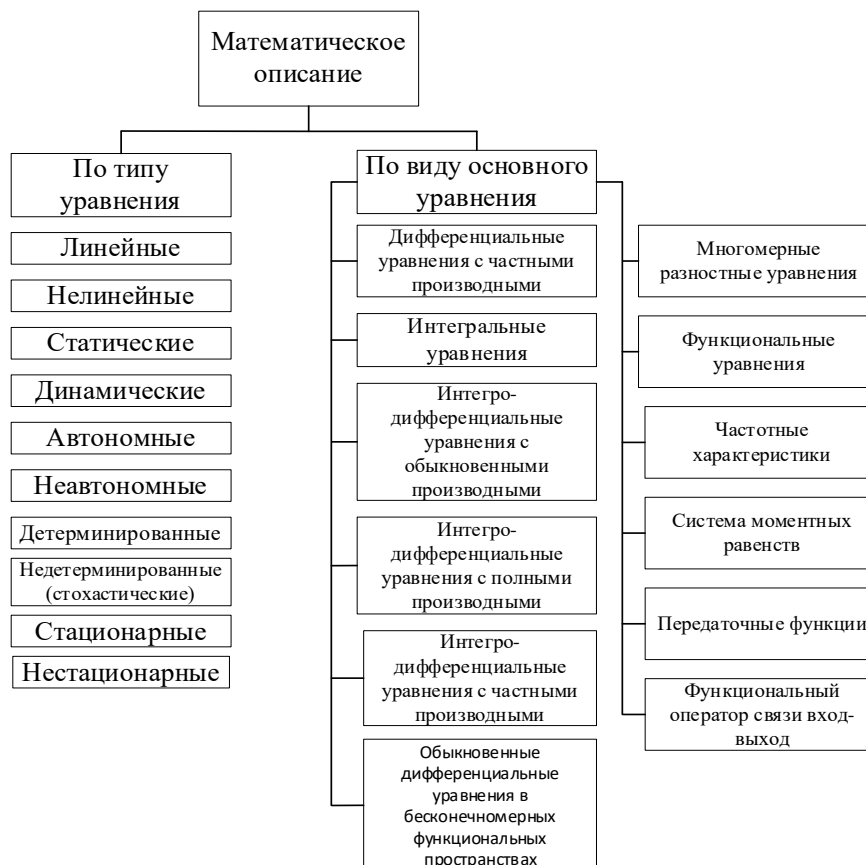 Математическое
описание
По типу
уравнения
Линейные
Нелинейные
Статические
Динамические
Автономные
Неавтономные
Детерминированные
Недетерминированные
(стохастические)
Стационарные
Нестационарные
По виду основного
уравнения
Дифференциальные
уравнения с частными
производными
Интегральные
уравнения
Интегро-
дифференциальные
уравнения с
обыкновенными
производными
Интегро-
дифференциальные
уравнения с полными
производными
Интегро-
дифференциальные
уравнения с частными
производными
Обыкновенные
дифференциальные
уравнения в
бесконечномерных
функциональных
пространствах
Многомерные
разностные уравнения
Функциональные
уравнения
Частотные
характеристики
Система моментных
равенств
Передаточные функции
Функциональный
оператор связи вход-
выход